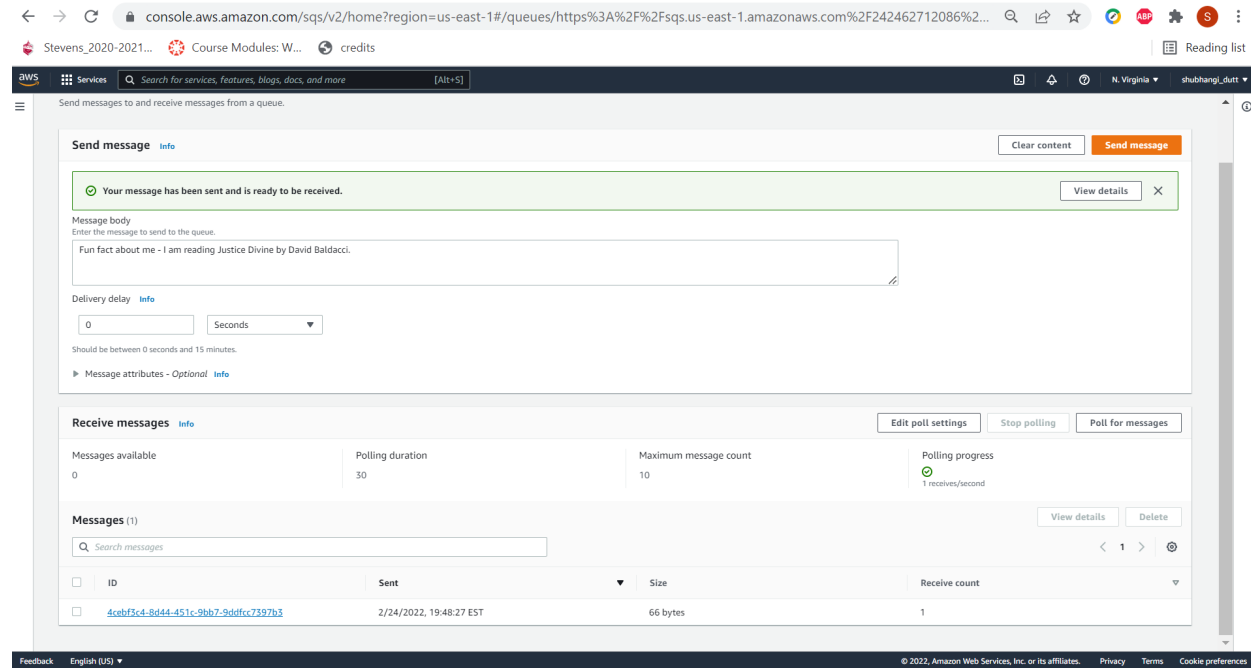 console.aws.amazon.com/sqs/v2/home?region=us-east-1#/queues/https%3A%2F%2Fsqs.us-east-1.amazonaws.com%2F242462712086%2...
ABP
S
Stevens_2020-2021... Course Modules: W... credits Reading list
aws Services Search for services, features, blogs, docs, and more [Alt+S] N. Virginia ▼ shubhangi_dutt ▼
Send messages to and receive messages from a queue.
Send message Info Clear content Send message
Your message has been sent and is ready to be received. View details
Message body
Enter the message to send to the queue.
Fun fact about me - I am reading Justice Divine by David Baldacci.
Delivery delay Info
0 Seconds ▼
Should be between 0 seconds and 15 minutes.
Message attributes - Optional Info
Receive messages Info Edit poll settings Stop polling Poll for messages
Messages available Polling duration Maximum message count Polling progress
0 30 10
1 receives/second
Messages (1) View details Delete
Search messages < 1 >
ID Sent ▼ Size Receive count
4cebf3c4-8d44-451c-9bb7-9ddfcc7397b3 2/24/2022, 19:48:27 EST 66 bytes 1
Feedback English (US) ▼ © 2022, Amazon Web Services, Inc. or its affiliates. Privacy Terms Cookie preferences